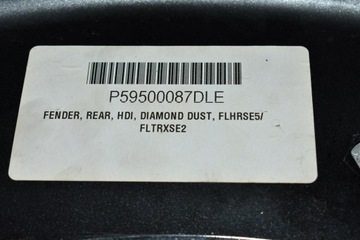 P59500087DLE
FENDER, REAR, HDI, DIAMOND DUST, FLHRSE5/
FLTRXSE2